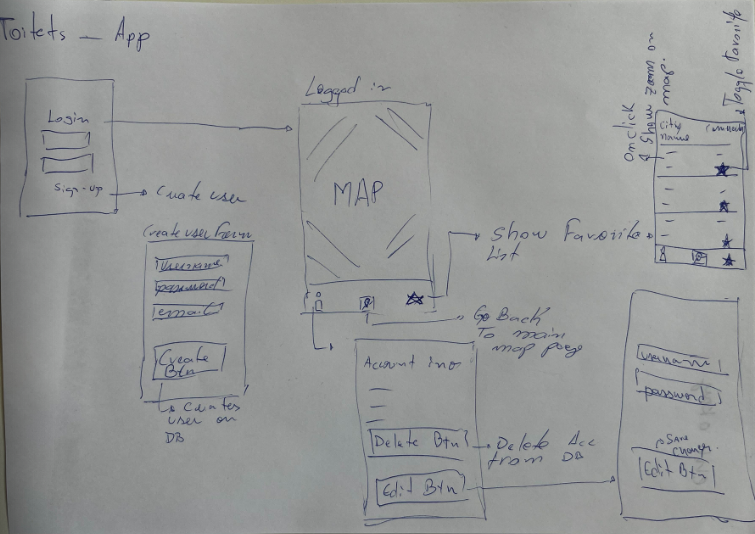 Toilets - App
Login
Sign-Up
Create user
Create user Form
username
password
email
Create
Btn
Creates
user on
DB
Logged in
MAP
Show Favorite
List
Go Back
To main
map page
Account info
Delete Btn
Edit Btn
Delete Acc
from DB
On Click
Show zoom on
map.
Toggle Favorite
City
name
username
password
Save
changes.
Edit Btn